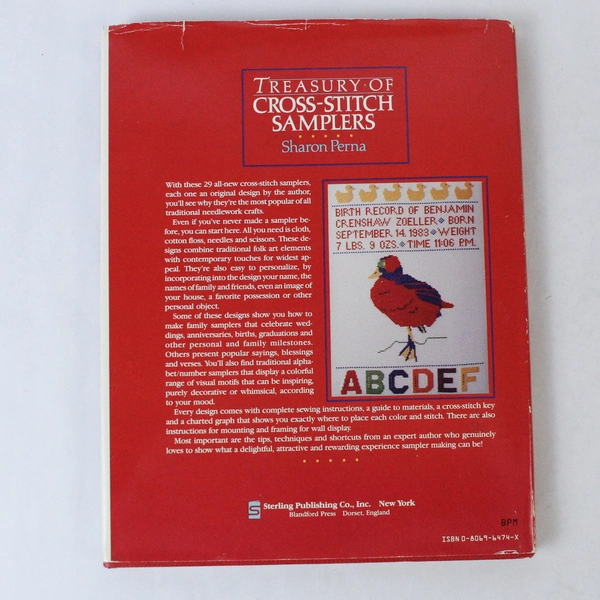 TREASURY OF
CROSS-STITCH
SAMPLERS
Sharon Perna
With these 29 all-new cross-stitch samplers,
each one an original design by the author,
you'll see why they're the most popular of all
traditional needlework crafts.
Even if you've never made a sampler be-
fore, you can start here. All you need is cloth,
cotton floss, needles and scissors. These de-
signs combine traditional folk art elements
with contemporary touches for widest ap-
peal. They're also easy to personalize, by
incorporating into the design your name, the
names of family and friends, even an image of
your house, a favorite possession or other
personal object.
Some of these designs show you how to
make family samplers that celebrate wed-
dings, anniversaries, births, graduations and
other personal and family milestones.
Others present popular sayings, blessings
and verses. You'll also find traditional alpha-
bet/number samplers that display a colorful
range of visual motifs that can be inspiring,
purely decorative or whimsical, according
to your mood.
BIRTH RECORD OF BENJAMIN
CRENSHAW ZOELLER BORN
SEPTEMBER 14, 1983 WEIGHT
7 LBS. 9 OZS. TIME 11:06 P.M.
ABCDEF
Every design comes with complete sewing instructions, a guide to materials, a cross-stitch key
and a charted graph that shows you exactly where to place each color and stitch. There are also
instructions for mounting and framing for wall display.
Most important are the tips, techniques and shortcuts from an expert author who genuinely
loves to show what a delightful, attractive and rewarding experience sampler making can be!
Sterling Publishing Co., Inc. New York
Blandford Press Dorset, England
BPM
ISBN 0-8069-6474-X